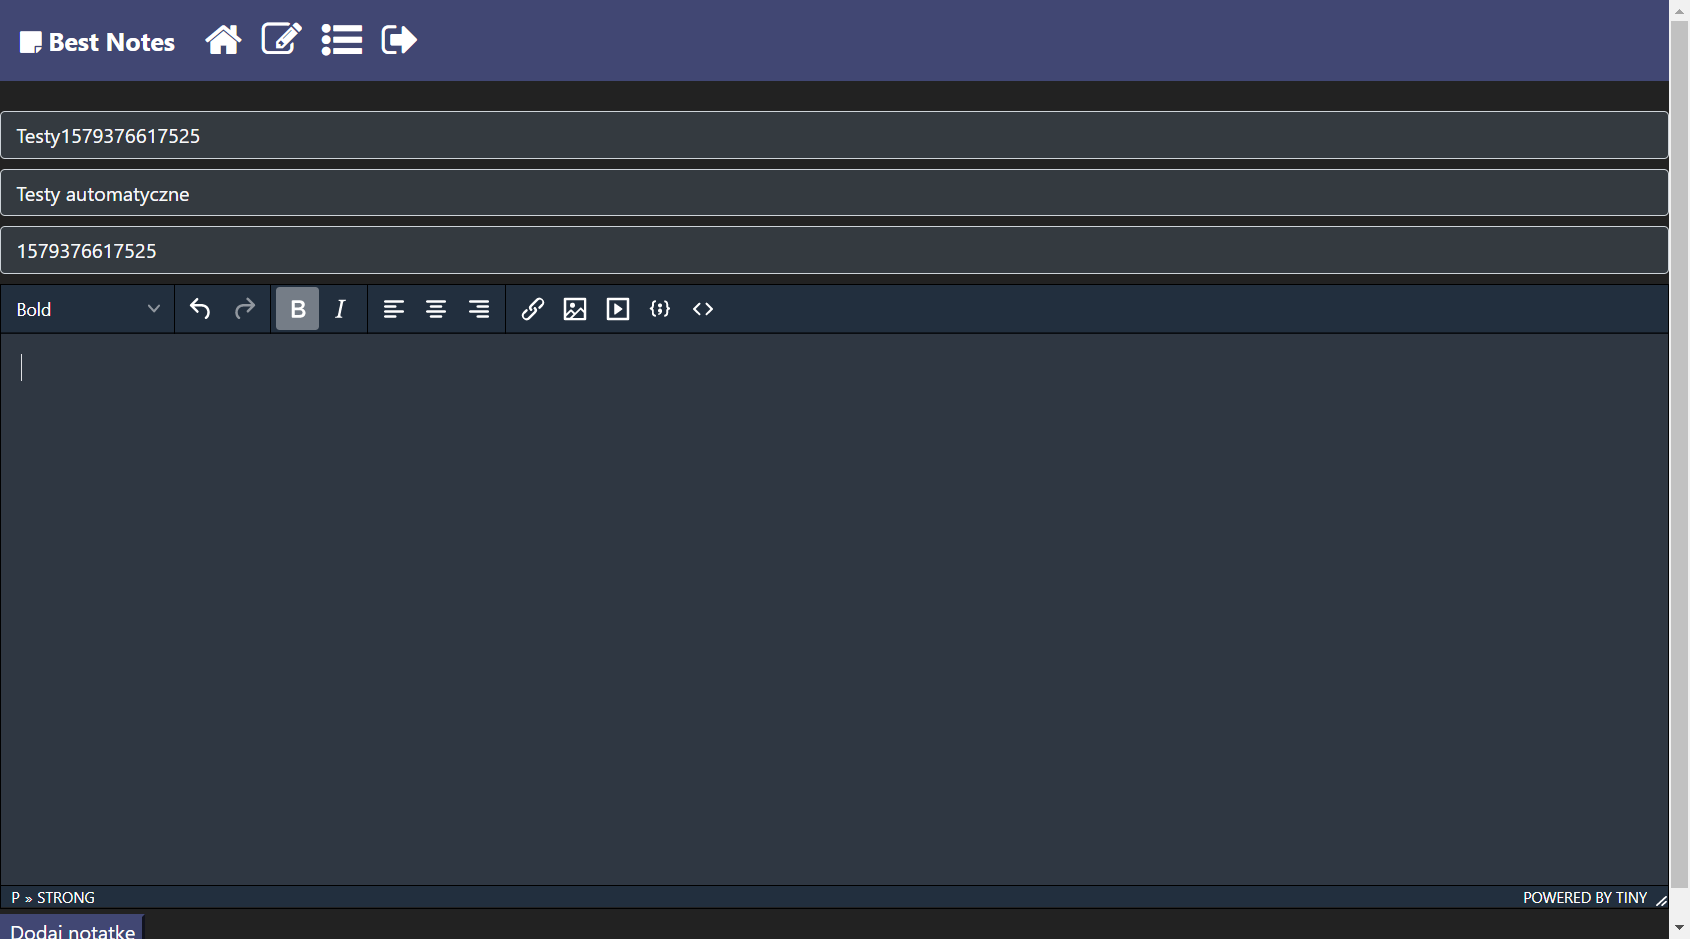 Best Notes
Testy1579376617525
Testy automatyczne
1579376617525
Bold B I
P » STRONG POWERED BY TINY
Dodaj notatkę